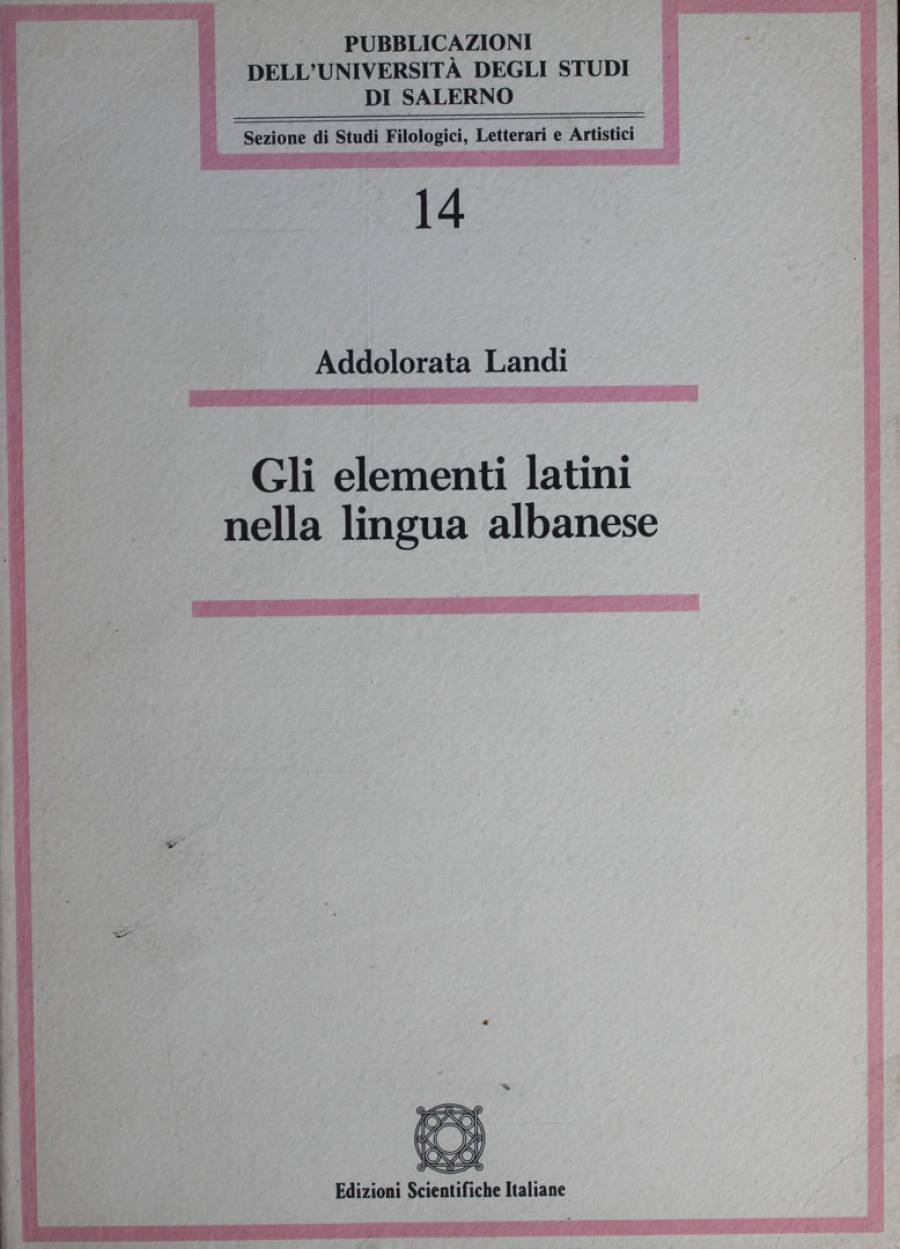 PUBBLICAZIONI
DELL'UNIVERSITÀ DEGLI STUDI
DI SALERNO
Sezione di Studi Filologici, Letterari e Artistici
14
Addolorata Landi
Gli elementi latini
nella lingua albanese
Edizioni Scientifiche Italiane